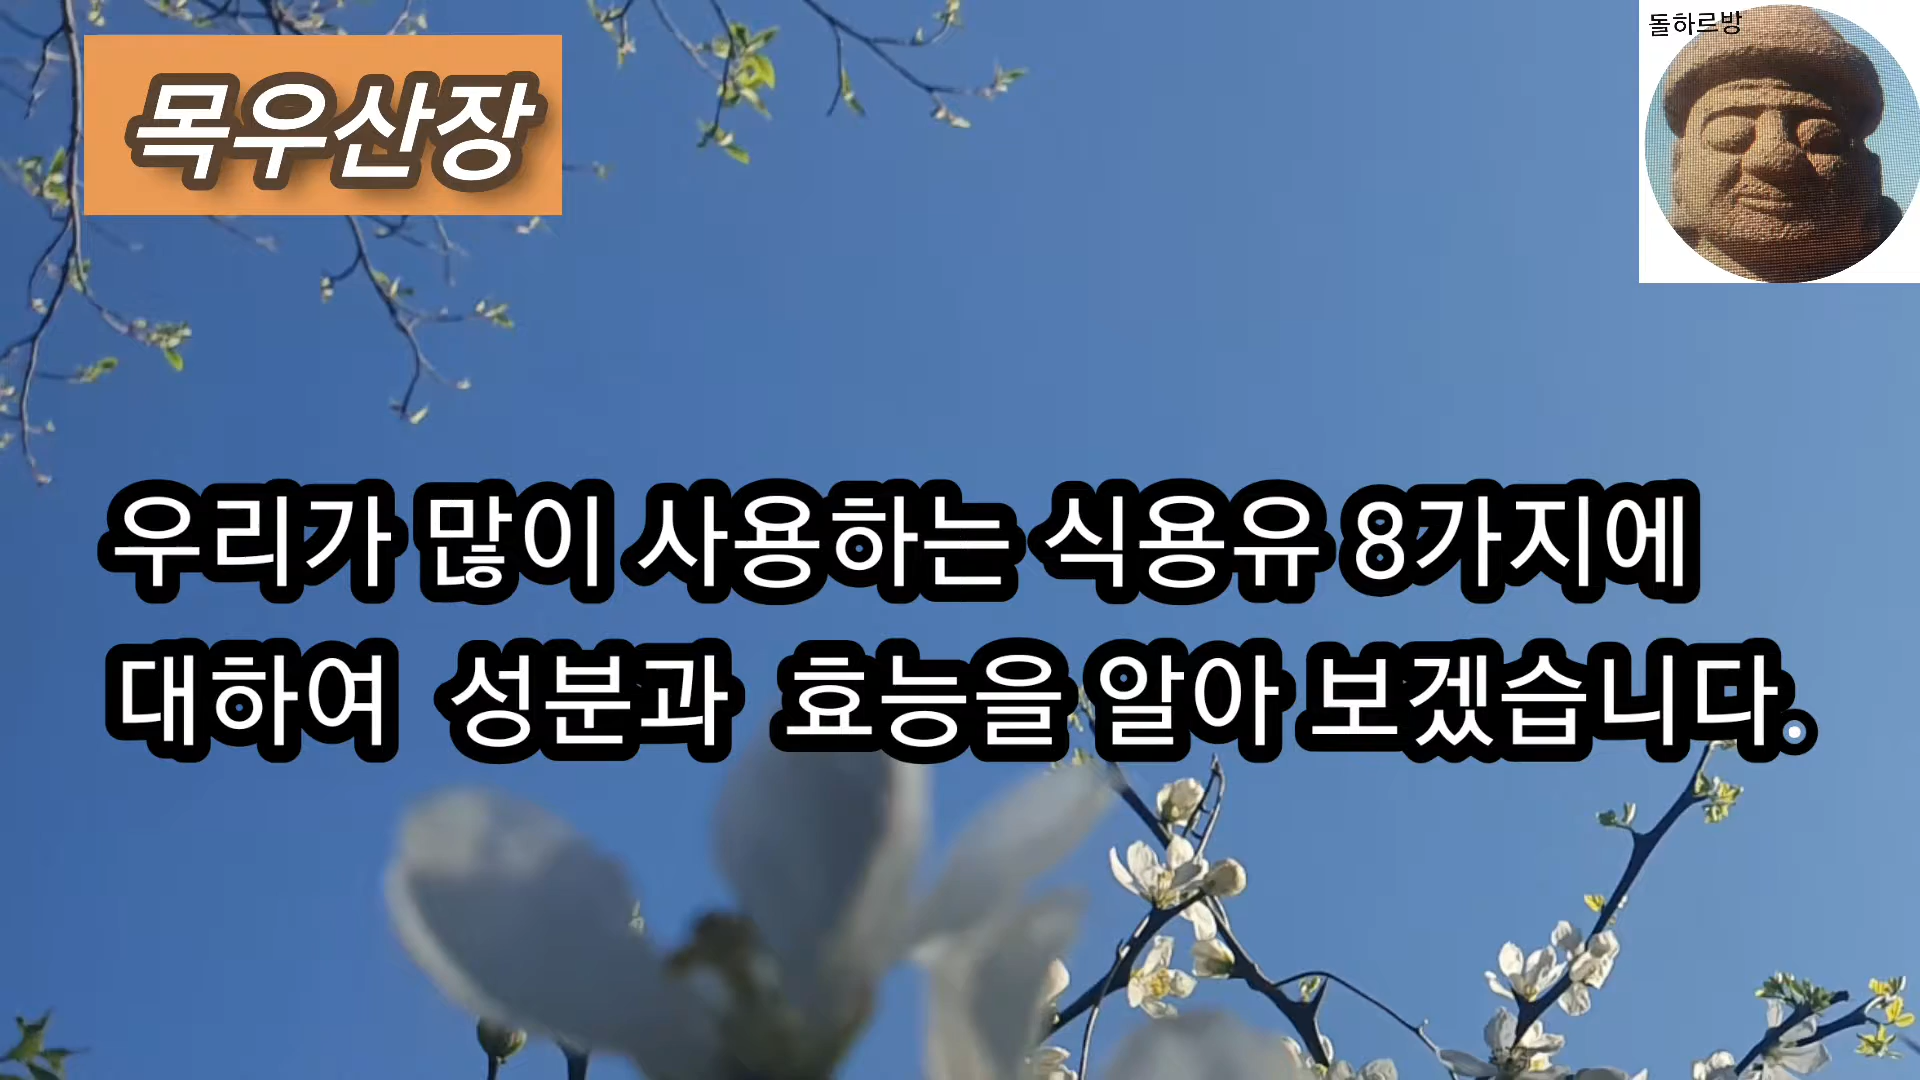 목우산장
돌하르방
우리가 많이 사용하는 식용유 8가지에
대하여 성분과 효능을 알아 보겠습니다.